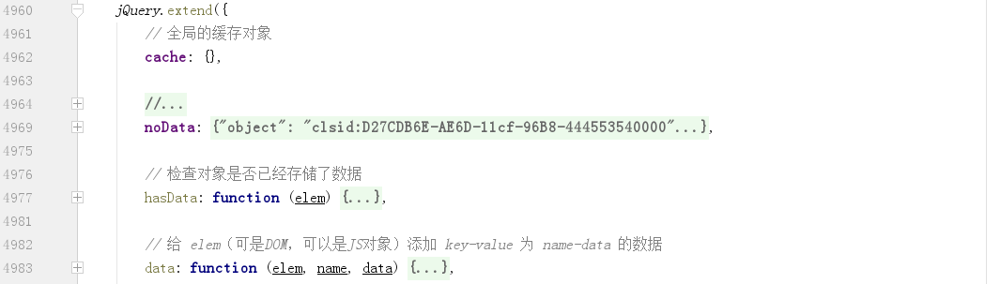 4960 jQuery.extend({
4961 // 全局的缓存对象
4962 cache: {},
4963
4964 //...
4969 noData: {"object": "clsid:D27CDB6E-AE6D-11cf-96B8-444553540000"...},
4975
4976 // 检查对象是否已经存储了数据
4977 hasData: function (elem) {...},
4981
4982 // 给 elem（可是DOM，可以是JS对象）添加 key-value 为 name-data 的数据
4983 data: function (elem, name, data) {...},